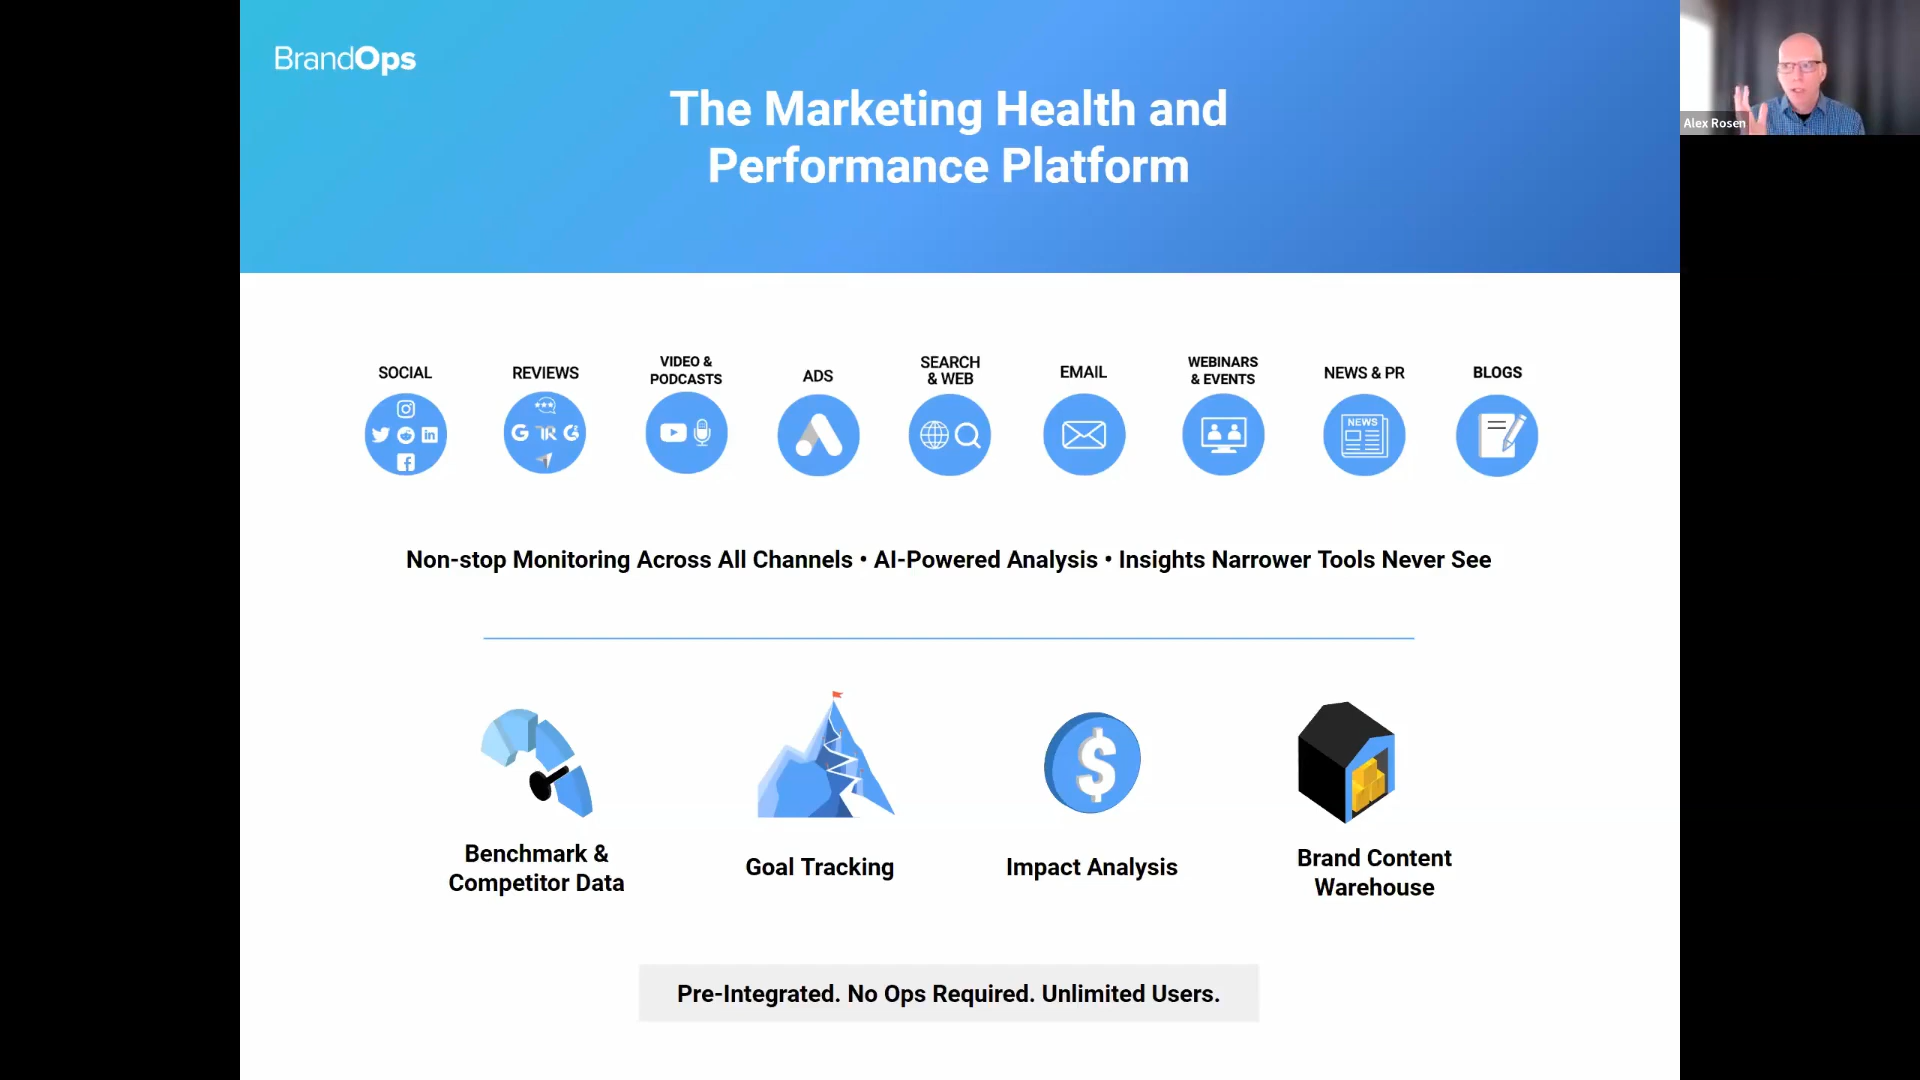 BrandOps
The Marketing Health and
Performance Platform
Alex Rosen
SOCIAL
REVIEWS
VIDEO &
PODCASTS
ADS
SEARCH
& WEB
EMAIL
WEBINARS
& EVENTS
NEWS & PR
BLOGS
NEWS
Non-stop Monitoring Across All Channels • AI-Powered Analysis • Insights Narrower Tools Never See
Benchmark &
Competitor Data
Goal Tracking
Impact Analysis
Brand Content
Warehouse
Pre-Integrated. No Ops Required. Unlimited Users.